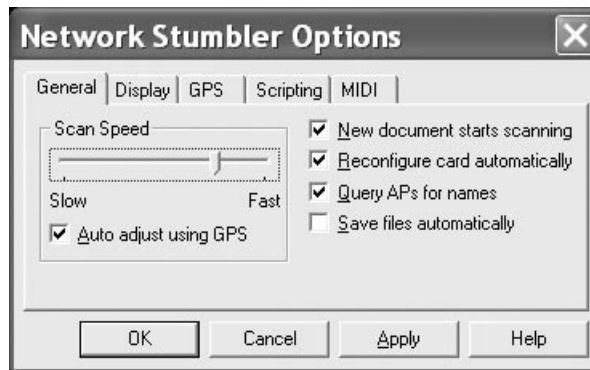 Network Stumbler Options
General Display GPS Scripting MIDI
Scan Speed
Slow Fast
Auto adjust using GPS
New document starts scanning
Reconfigure card automatically
Query APs for names
Save files automatically
OK Cancel Apply Help